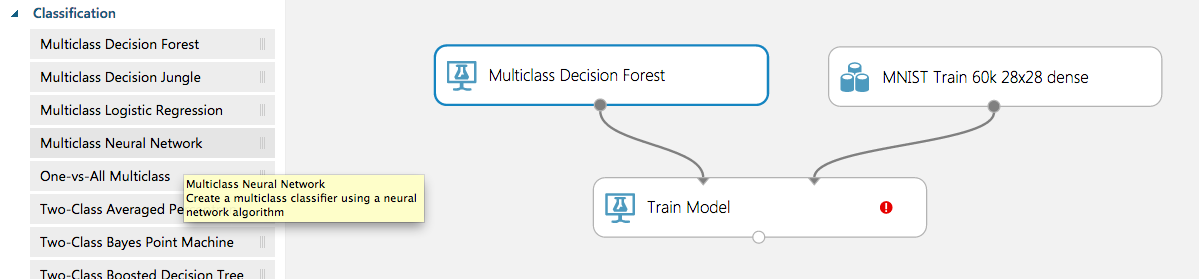 Classification
Multiclass Decision Forest
Multiclass Decision Jungle
Multiclass Logistic Regression
Multiclass Neural Network
One-vs-All Multiclass
Two-Class Averaged Pe
Two-Class Bayes Point Machine
Two-Class Boosted Decision Tree
Multiclass Neural Network
Create a multiclass classifier using a neural
network algorithm
Multiclass Decision Forest
MNIST Train 60k 28x28 dense
Train Model